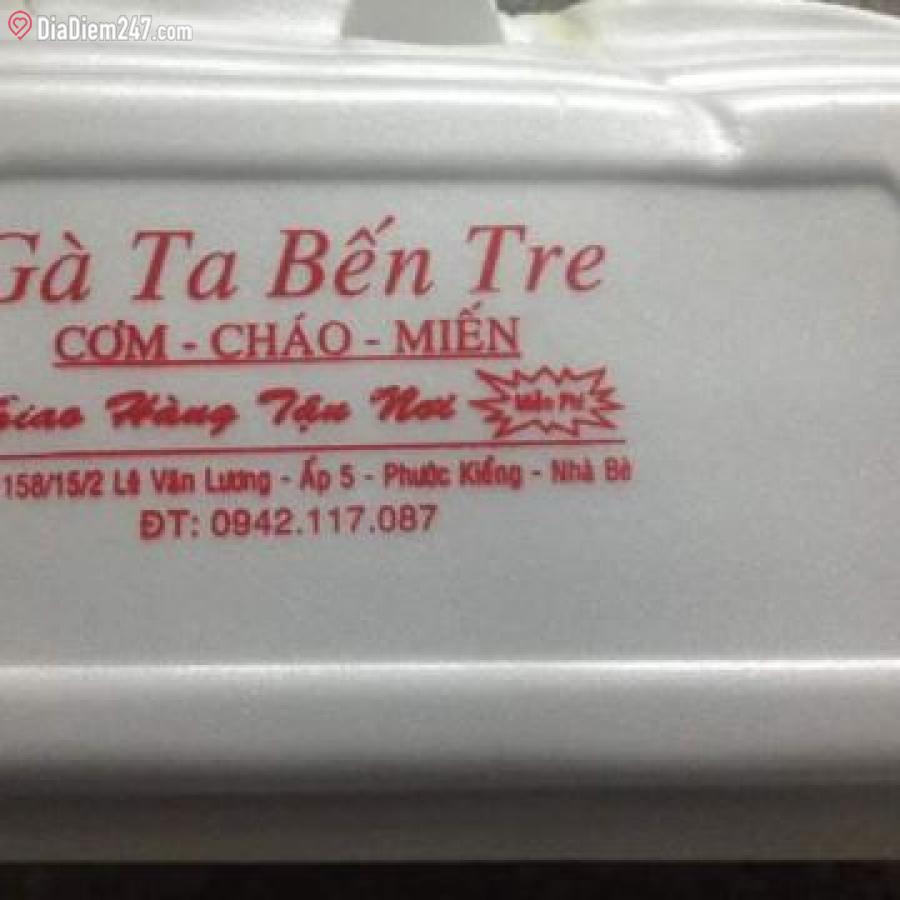 DiaDiem247.com
Gà Ta Bến Tre
CƠM - CHÁO - MIẾN
Giao Hàng Tận Nơi Miễn Phí
158/15/2 Lê Văn Lương - Ấp 5 - Phước Kiểng - Nhà Bè
ĐT: 0942.117.087